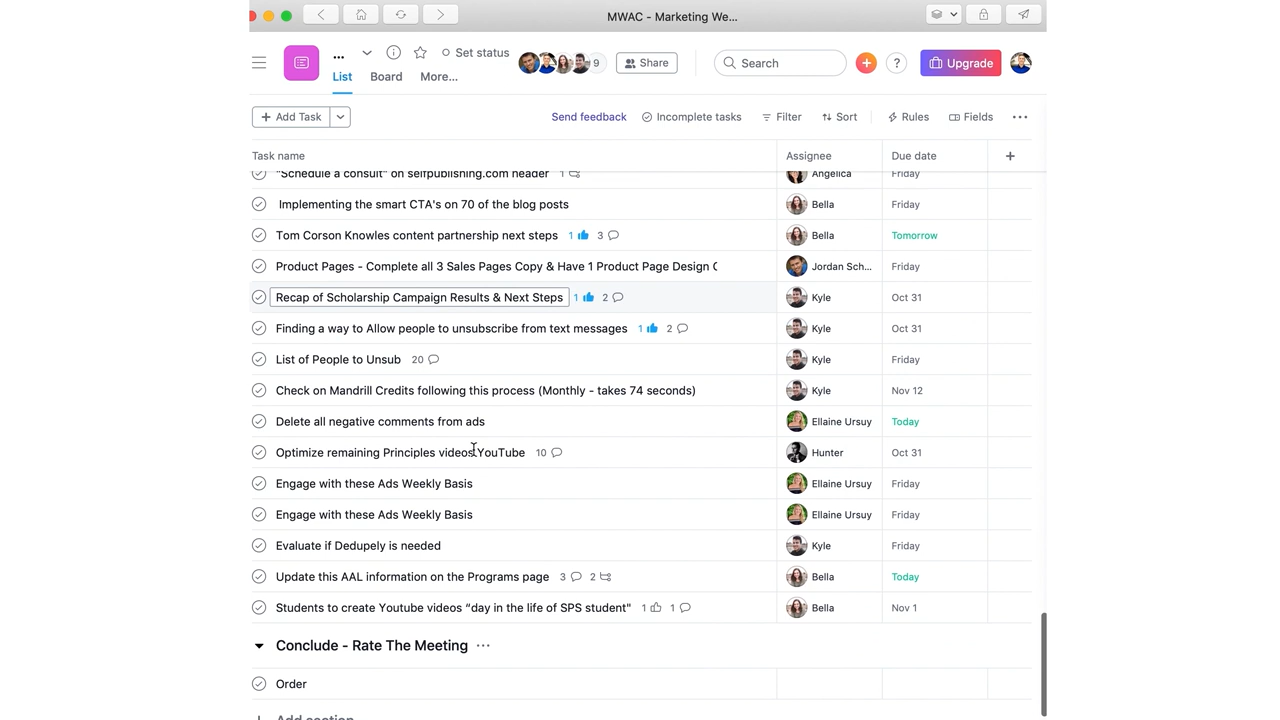 MWAC - Marketing We...
...
Set status
9
Share
Search
?
Upgrade
List
Board
More...
Add Task
Send feedback
Incomplete tasks
Filter
Sort
Rules
Fields
Task name
Assignee
Due date
"Schedule a consult" on selfpublishing.com header 1 Angelica Friday
Implementing the smart CTA's on 70 of the blog posts Bella Friday
Tom Corson Knowles content partnership next steps 1 3 Bella Tomorrow
Product Pages - Complete all 3 Sales Pages Copy & Have 1 Product Page Design Jordan Sch... Friday
Recap of Scholarship Campaign Results & Next Steps 1 2 Kyle Oct 31
Finding a way to Allow people to unsubscribe from text messages 1 2 Kyle Oct 31
List of People to Unsub 20 Kyle Friday
Check on Mandrill Credits following this process (Monthly - takes 74 seconds) Kyle Nov 12
Delete all negative comments from ads Ellaine Ursuy Today
Optimize remaining Principles videos YouTube 10 Hunter Oct 31
Engage with these Ads Weekly Basis Ellaine Ursuy Friday
Engage with these Ads Weekly Basis Ellaine Ursuy Friday
Evaluate if Dedupely is needed Kyle Friday
Update this AAL information on the Programs page 3 2 Bella Today
Students to create Youtube videos “day in the life of SPS student" 1 1 Bella Nov 1
Conclude - Rate The Meeting ...
Order
Add section